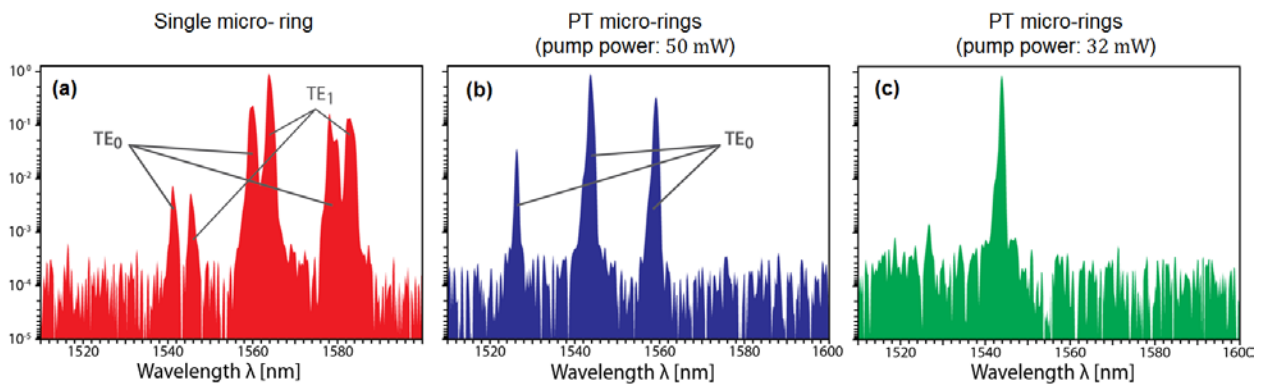 Single micro- ring
PT micro-rings
(pump power: 50 mW)
PT micro-rings
(pump power: 32 mW)
(a)
TE₁
TE₀
10⁰
10⁻¹
10⁻²
10⁻³
10⁻⁴
10⁻⁵
1520
1540
1560
1580
Wavelength λ [nm]
(b)
TE₀
1520
1540
1560
1580
1600
Wavelength λ [nm]
(c)
1520
1540
1560
1580
160C
Wavelength λ [nm]